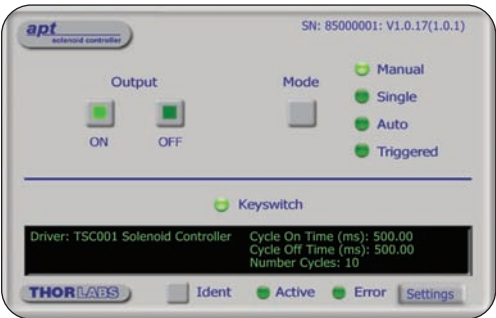 apt
solenoid controller
SN: 85000001: V1.0.17(1.0.1)
Output
ON
OFF
Mode
Manual
Single
Auto
Triggered
Keyswitch
Driver: TSC001 Solenoid Controller
Cycle On Time (ms): 500.00
Cycle Off Time (ms): 500.00
Number Cycles: 10
THORLABS
Ident
Active
Error
Settings